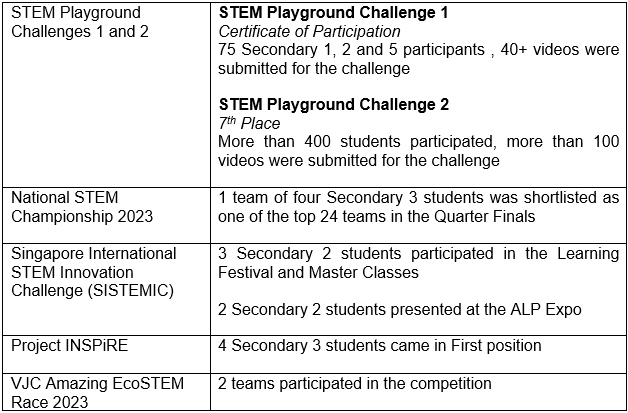 STEM Playground
Challenges 1 and 2
STEM Playground Challenge 1
Certificate of Participation
75 Secondary 1, 2 and 5 participants , 40+ videos were
submitted for the challenge
STEM Playground Challenge 2
7th Place
More than 400 students participated, more than 100
videos were submitted for the challenge
National STEM
Championship 2023
1 team of four Secondary 3 students was shortlisted as
one of the top 24 teams in the Quarter Finals
Singapore International
STEM Innovation
Challenge (SISTEMIC)
3 Secondary 2 students participated in the Learning
Festival and Master Classes
2 Secondary 2 students presented at the ALP Expo
Project INSPiRE
4 Secondary 3 students came in First position
VJC Amazing EcoSTEM
Race 2023
2 teams participated in the competition